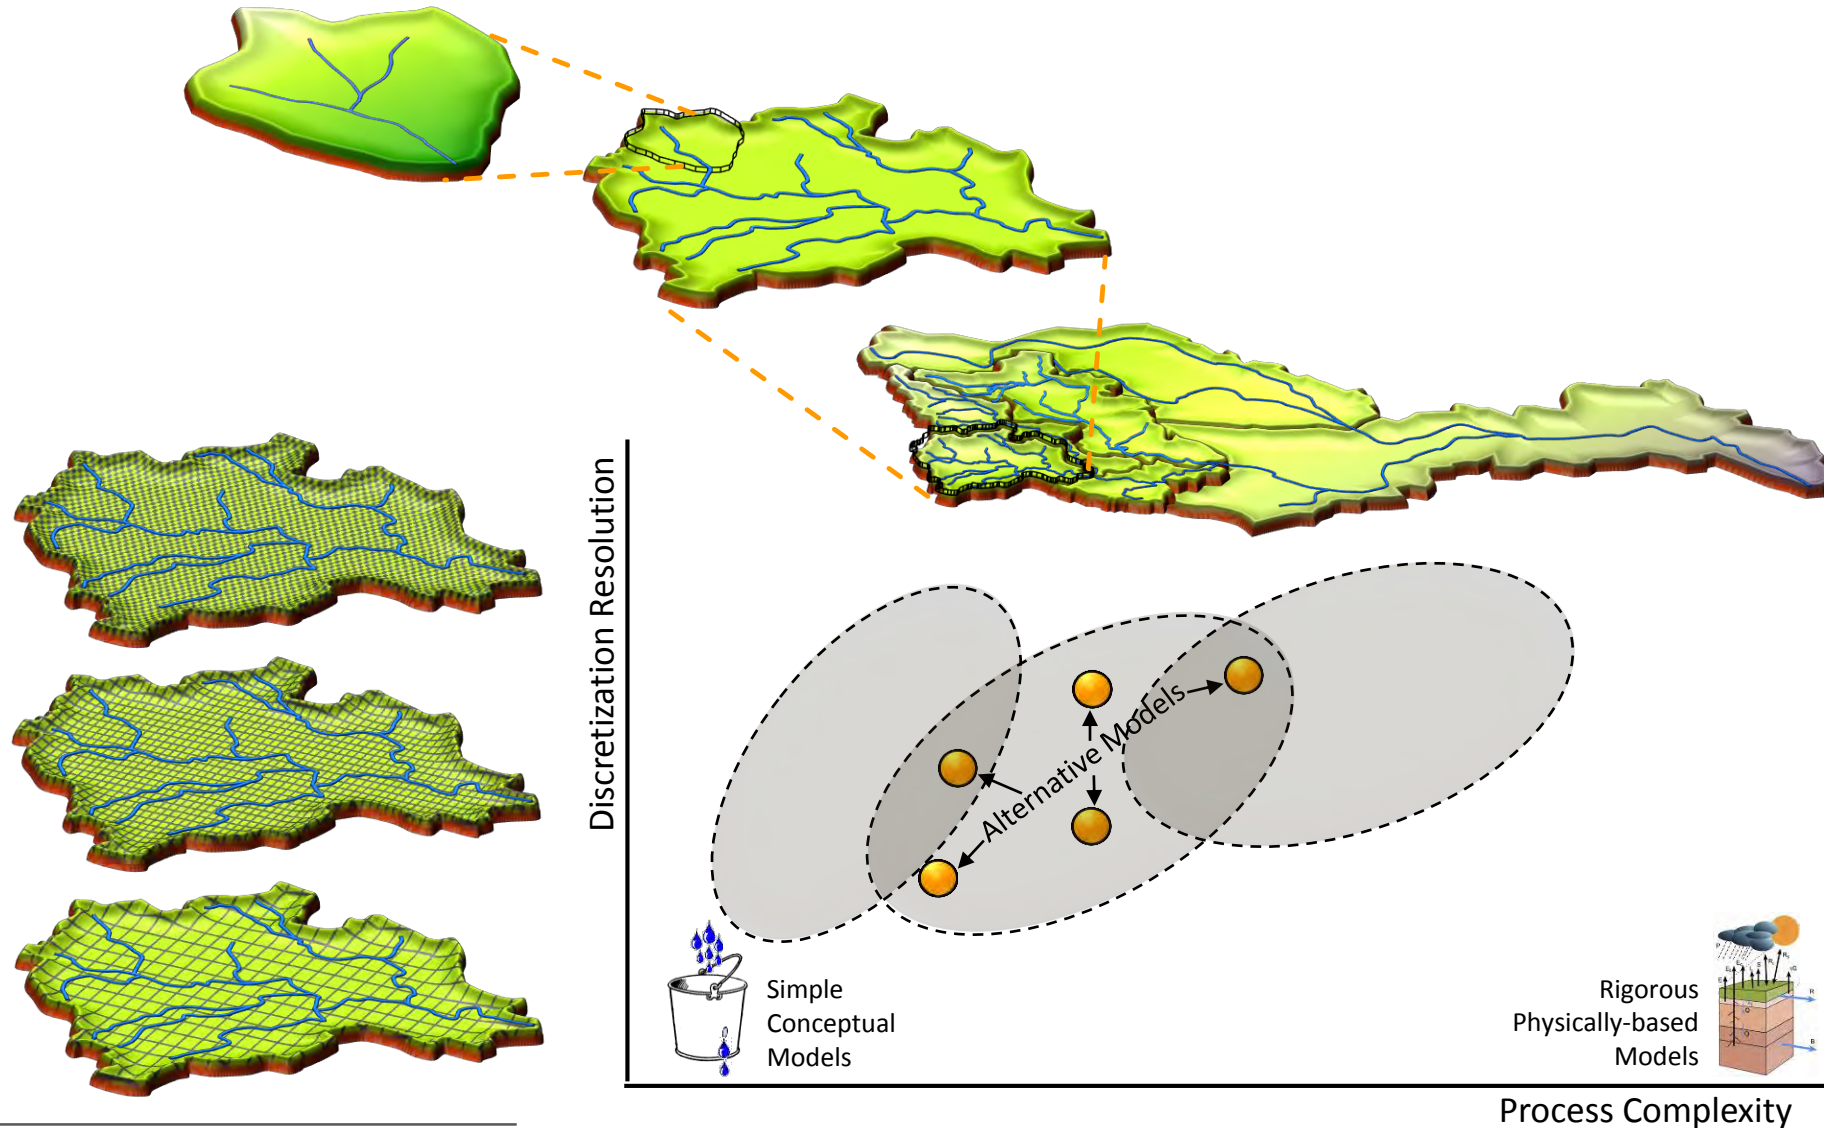 Discretization Resolution
Alternative Models
Simple
Conceptual
Models
Rigorous
Physically-based
Models
Process Complexity